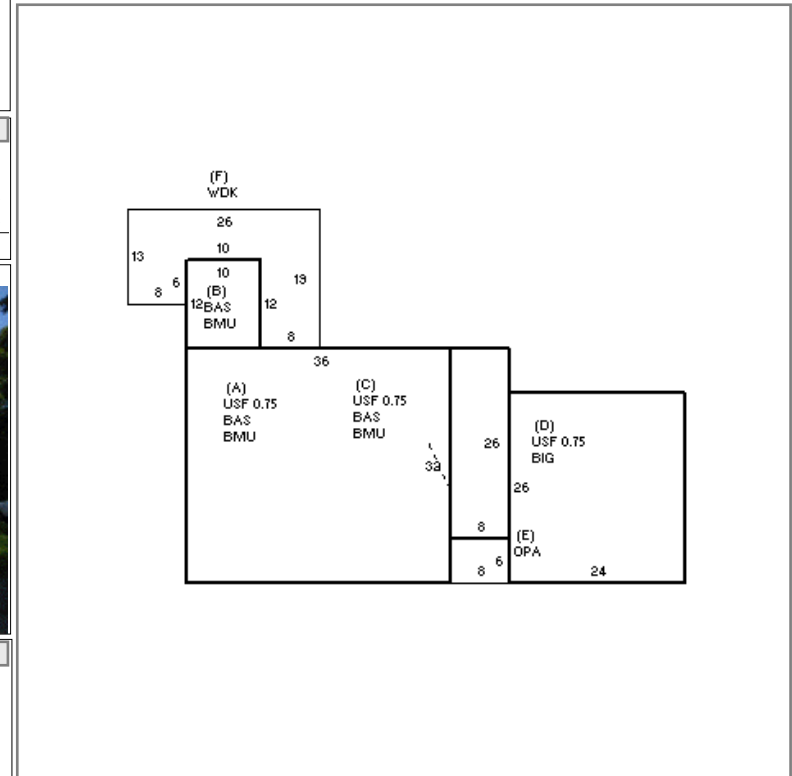 (F)
WDK
26
10
13
10
19
6
8
(B)
12
BAS
12
BMU
8
36
(A)
USF 0.75
BAS
BMU
(C)
USF 0.75
BAS
BMU
26
(D)
USF 0.75
BIG
26
8
(E)
OPA
6
8
24